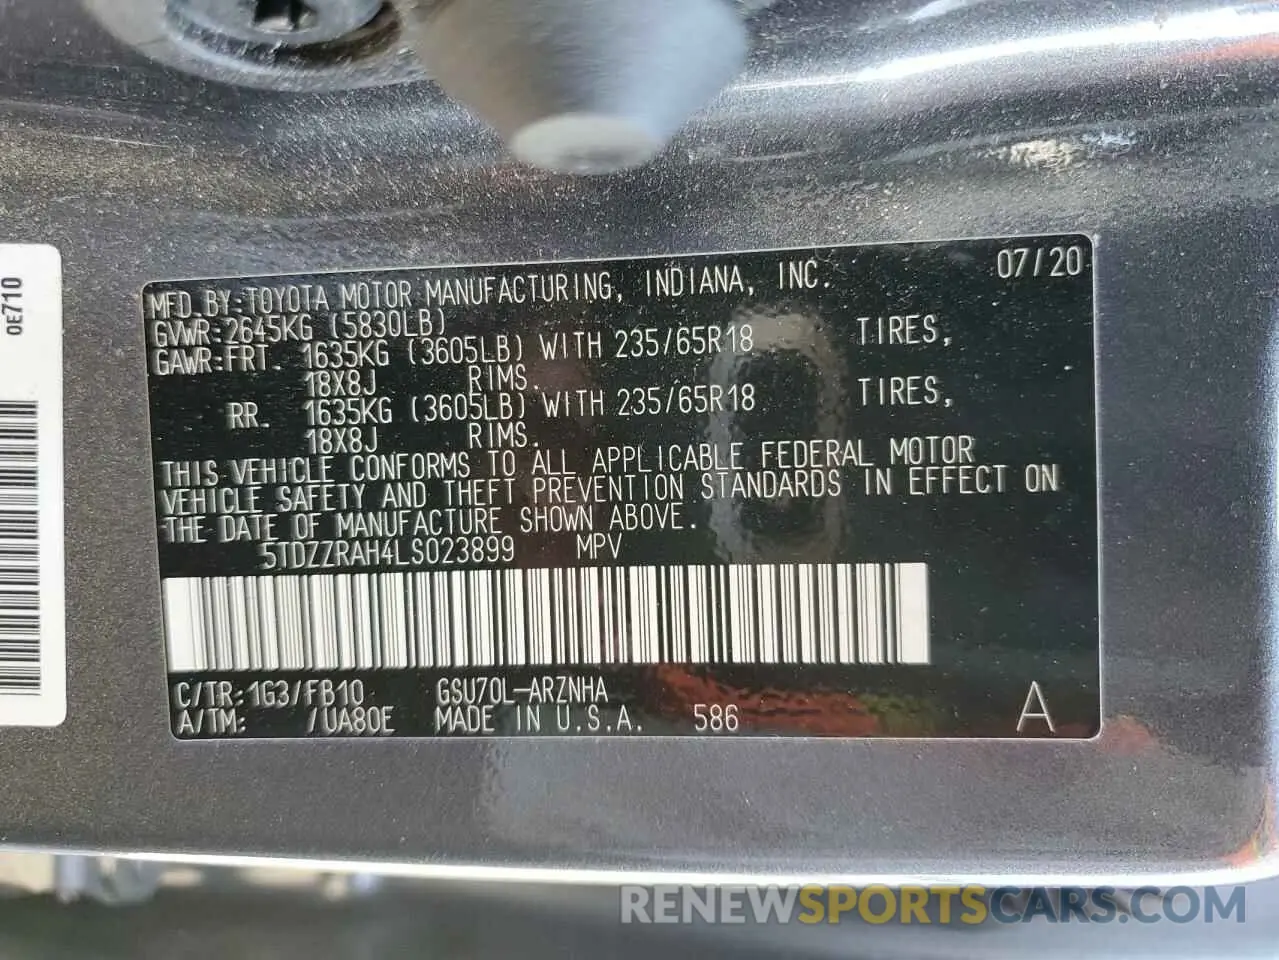 0E710
MFD.BY:TOYOTA MOTOR MANUFACTURING, INDIANA, INC. 07/20
GVWR:2645KG (5830LB)
GAWR:FRT. 1635KG (3605LB) WITH 235/65R18 TIRES,
18X8J RIMS.
RR. 1635KG (3605LB) WITH 235/65R18 TIRES,
18X8J RIMS.
THIS VEHICLE CONFORMS TO ALL APPLICABLE FEDERAL MOTOR
VEHICLE SAFETY AND THEFT PREVENTION STANDARDS IN EFFECT ON
THE DATE OF MANUFACTURE SHOWN ABOVE.
5TDZZRAH4LS023899 MPV
C/TR:1G3/FB10 GSU70L-ARZNHA
A/TM: /UA80E MADE IN U.S.A. 586 A
RENEWSPORTSCARS.COM